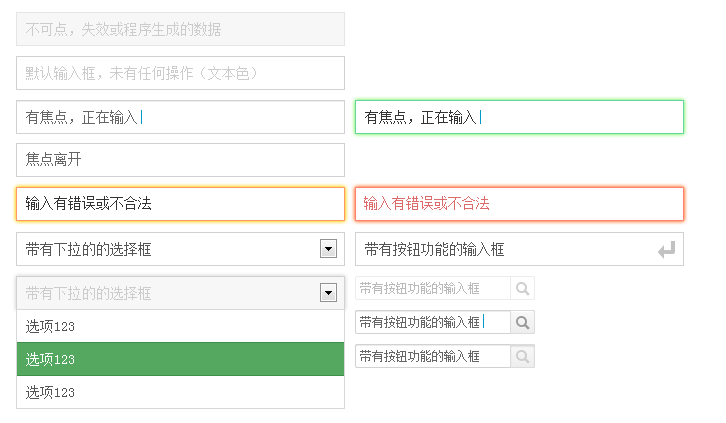 不可点，失效或程序生成的数据
默认输入框，未有任何操作（文本色）
有焦点，正在输入
有焦点，正在输入
焦点离开
输入有错误或不合法
输入有错误或不合法
带有下拉的的选择框
带有按钮功能的输入框
带有下拉的的选择框
带有按钮功能的输入框
选项123
带有按钮功能的输入框
选项123
带有按钮功能的输入框
选项123